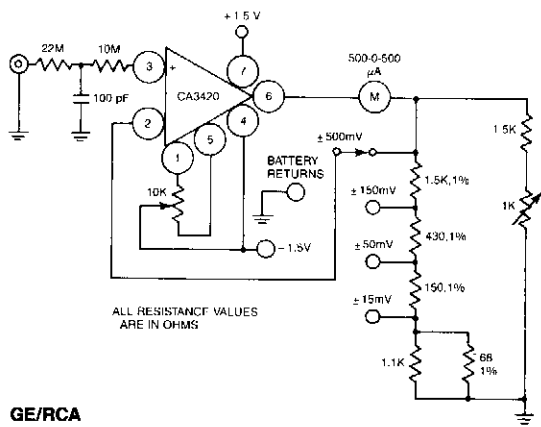 +1.5 V
22M
10M
100 pF
3
+
2
7
CA3420
6
4
5
1
10K
500-0-500
μA
M
±500mV
BATTERY
RETURNS
-1.5V
1.5K
1K
1.5K,1%
±150mV
430,1%
±50mV
150,1%
±15mV
1.1K
68
1%
ALL RESISTANCE VALUES
ARE IN OHMS
GE/RCA